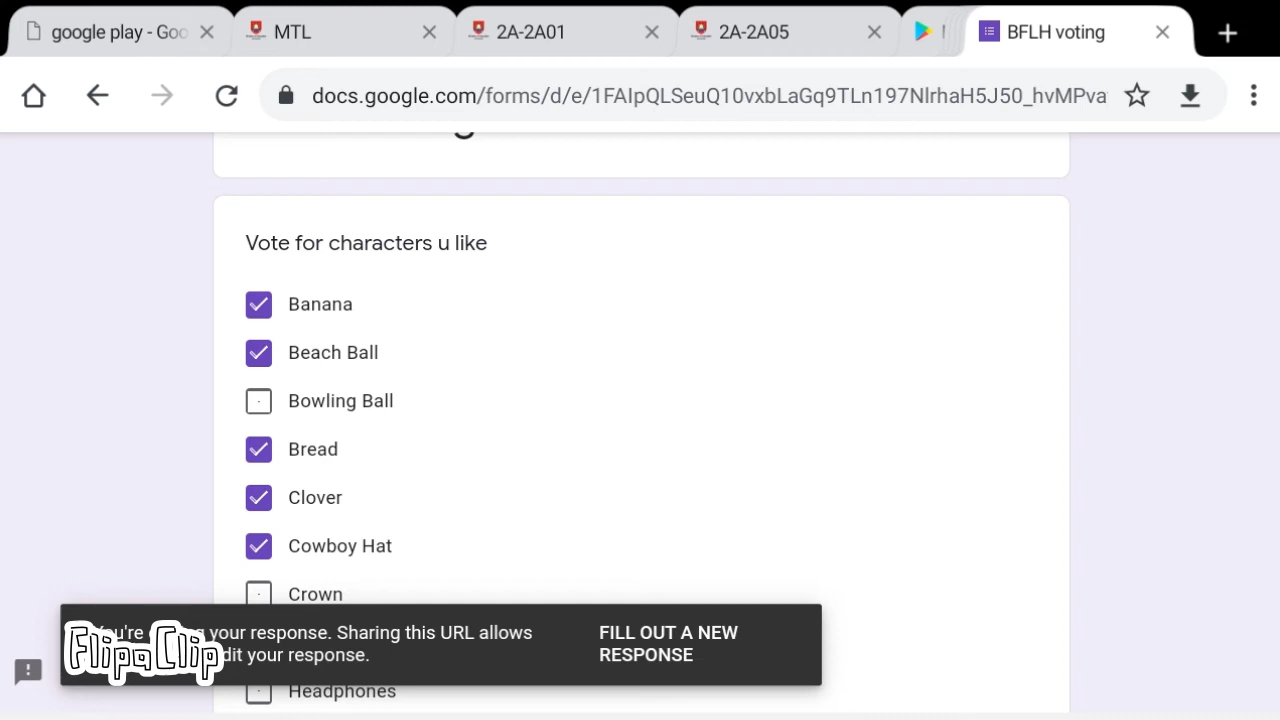 google play - Goo
MTL
2A-2A01
2A-2A05
BFLH voting
docs.google.com/forms/d/e/1FAIpQLSeuQ10vxbLaGq9TLn197NlrhaH5J50_hvMPva
Vote for characters u like
Banana
Beach Ball
Bowling Ball
Bread
Clover
Cowboy Hat
Crown
your response. Sharing this URL allows
your response.
FILL OUT A NEW
RESPONSE
FlipaClip
Headphones